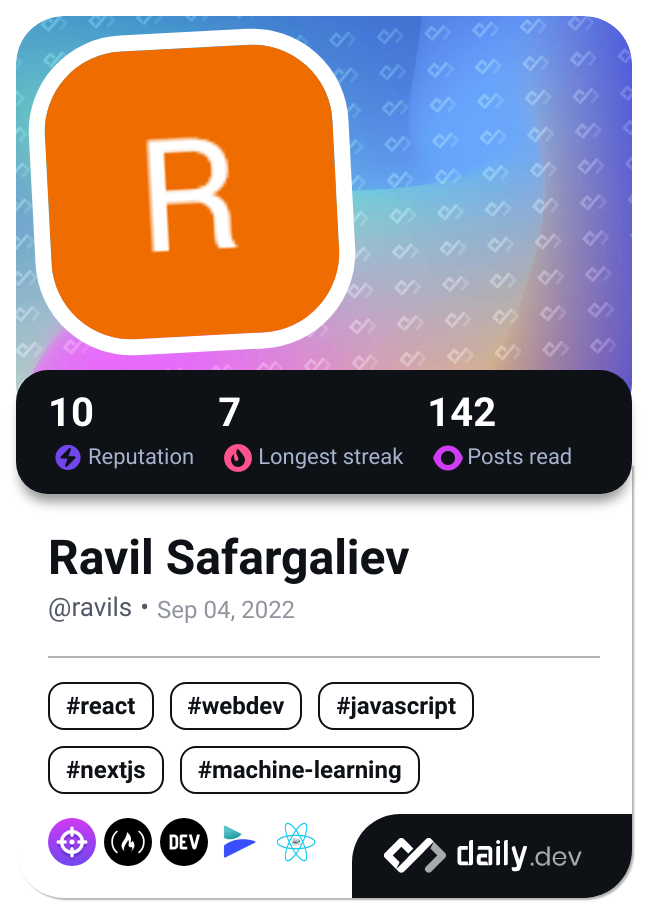 R
10 7 142
Reputation Longest streak Posts read
Ravil Safargaliev
@ravils • Sep 04, 2022
#react #webdev #javascript
#nextjs #machine-learning
DEV
daily.dev